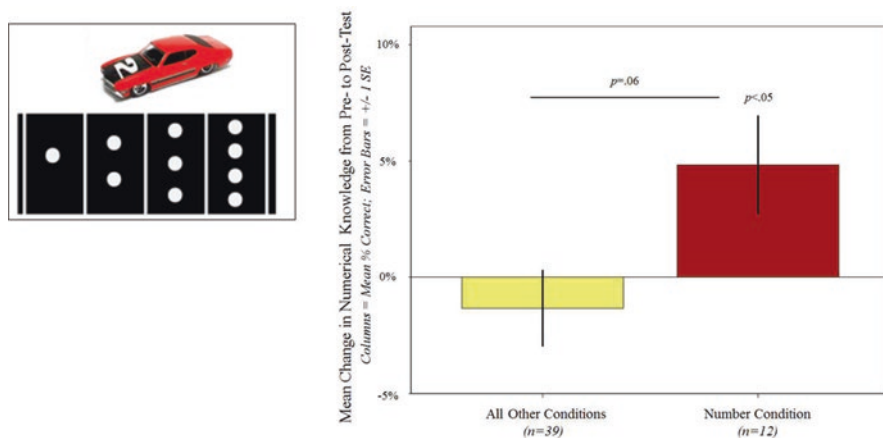 2
Mean Change in Numerical Knowledge from Pre- to Post-Test
Columns = Mean % Correct; Error Bars = +/- 1 SE
10%
5%
0%
-5%
p=.06
p<.05
All Other Conditions
(n=39)
Number Condition
(n=12)